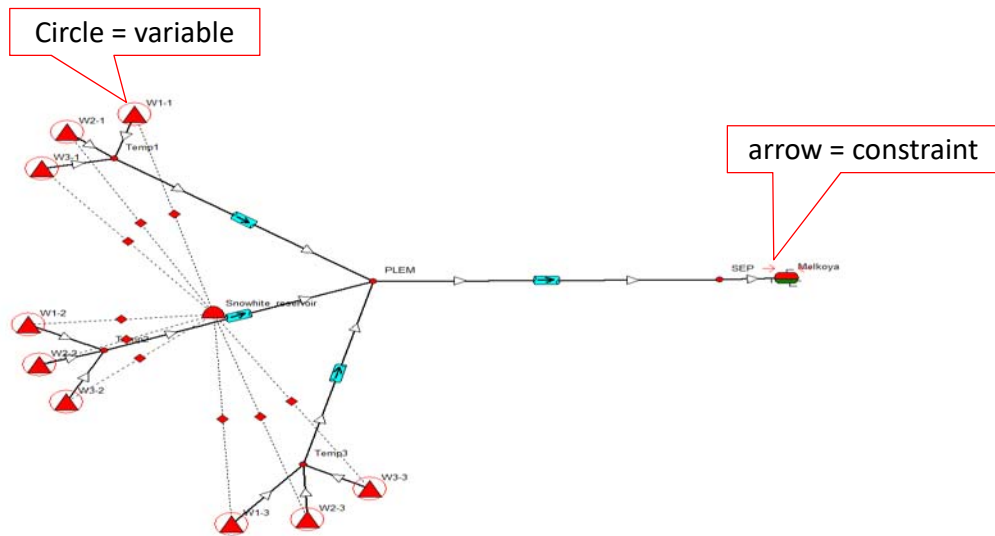 Circle = variable
W1-1
W2-1
Temp1
W3-1
arrow = constraint
PLEM
SEP
Melkoya
Snowhite_reservoir
W1-2
Temp2
W2-2
W3-2
Temp3
W3-3
W1-3
W2-3